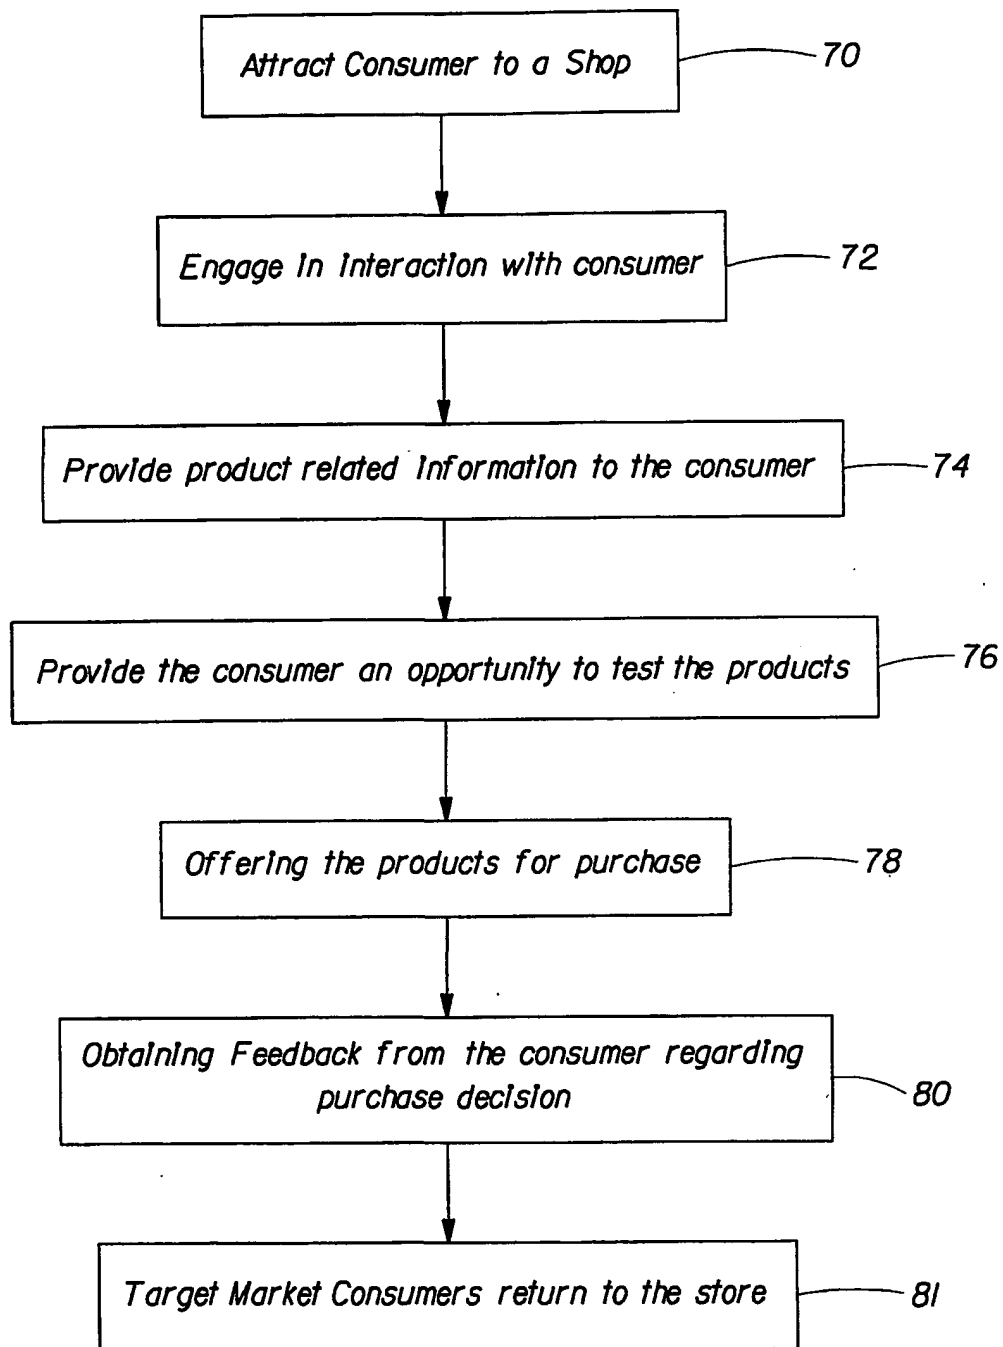 Attract Consumer to a Shop
70
Engage in interaction with consumer
72
Provide product related information to the consumer
74
Provide the consumer an opportunity to test the products
76
Offering the products for purchase
78
Obtaining Feedback from the consumer regarding
purchase decision
80
Target Market Consumers return to the store
81